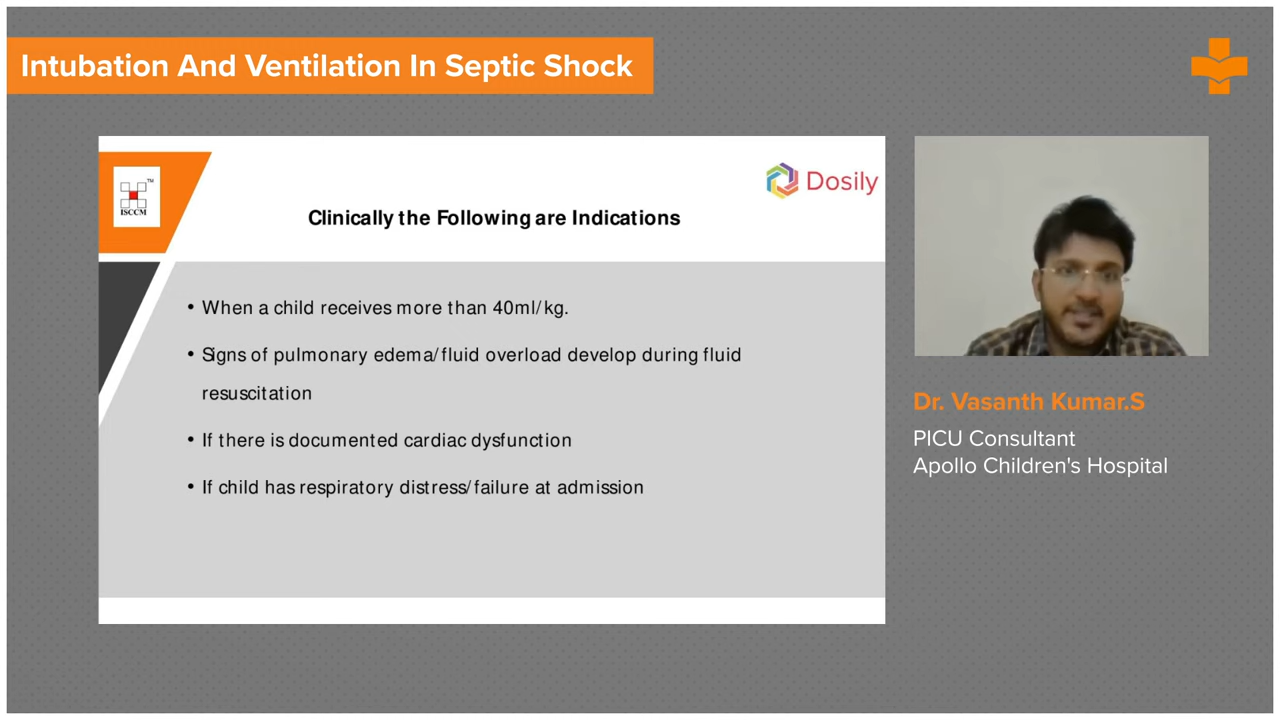 Intubation And Ventilation In Septic Shock
TM
ISCCM
Dosily
Clinically the Following are Indications
• When a child receives more than 40ml/kg.
• Signs of pulmonary edema/fluid overload develop during fluid
resuscitation
• If there is documented cardiac dysfunction
• If child has respiratory distress/failure at admission
Dr. Vasanth Kumar.S
PICU Consultant
Apollo Children's Hospital